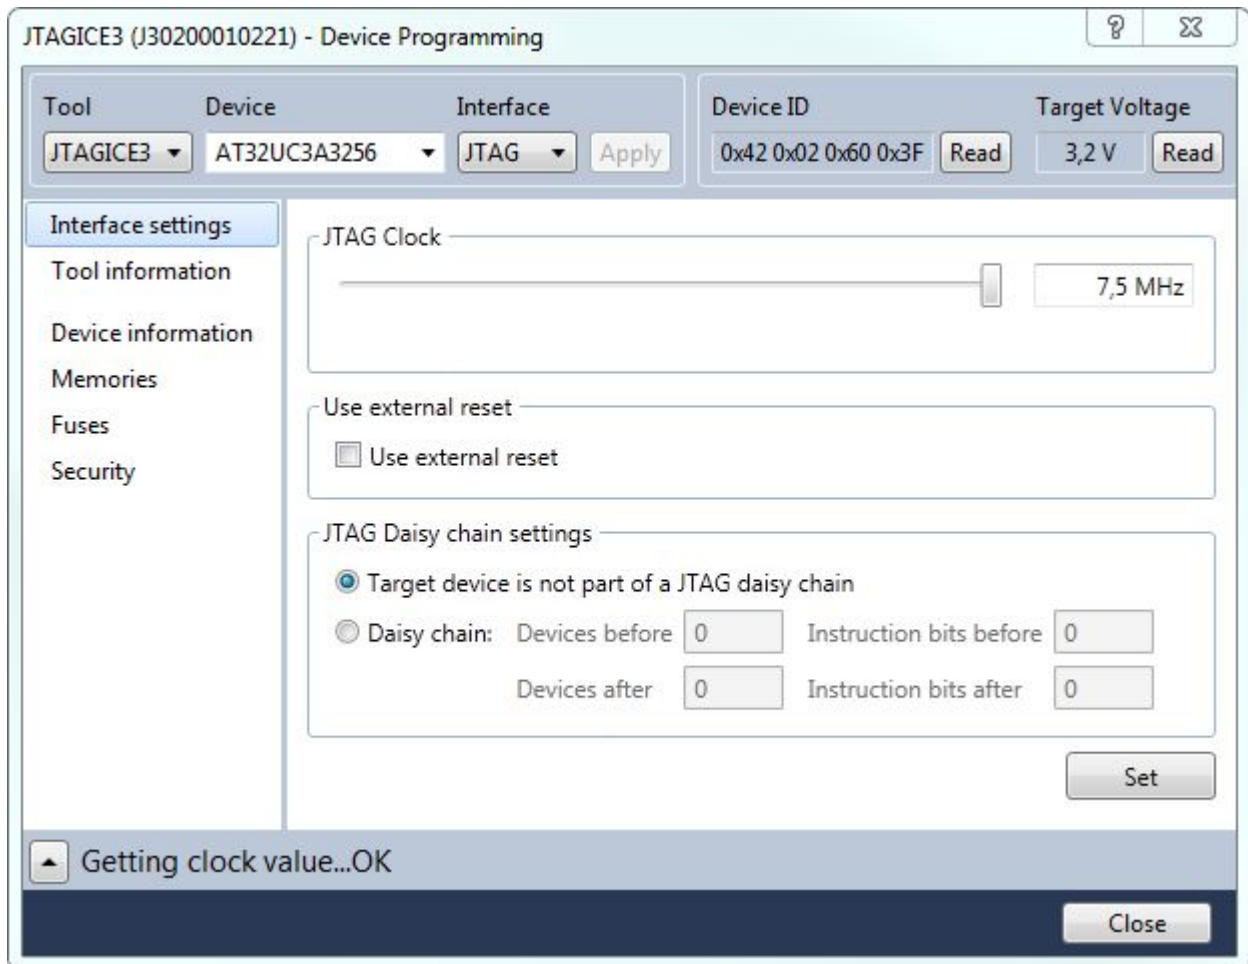 JTAGICE3 (J30200010221) - Device Programming
Tool Device Interface Device ID Target Voltage
JTAGICE3 AT32UC3A3256 JTAG Apply 0x42 0x02 0x60 0x3F Read 3,2 V Read
Interface settings
Tool information
Device information
Memories
Fuses
Security
JTAG Clock
7,5 MHz
Use external reset
Use external reset
JTAG Daisy chain settings
Target device is not part of a JTAG daisy chain
Daisy chain: Devices before 0 Instruction bits before 0
Devices after 0 Instruction bits after 0
Set
Getting clock value...OK
Close